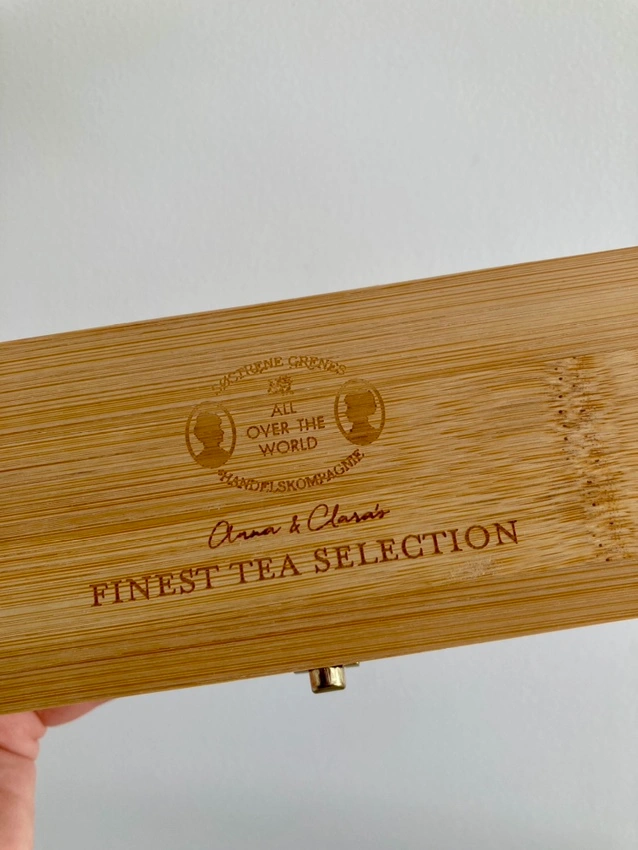 SØSTRENE GRENES
ALL
OVER THE
WORLD
HANDELSKOMPAGNIE
Anna & Clara's
FINEST TEA SELECTION